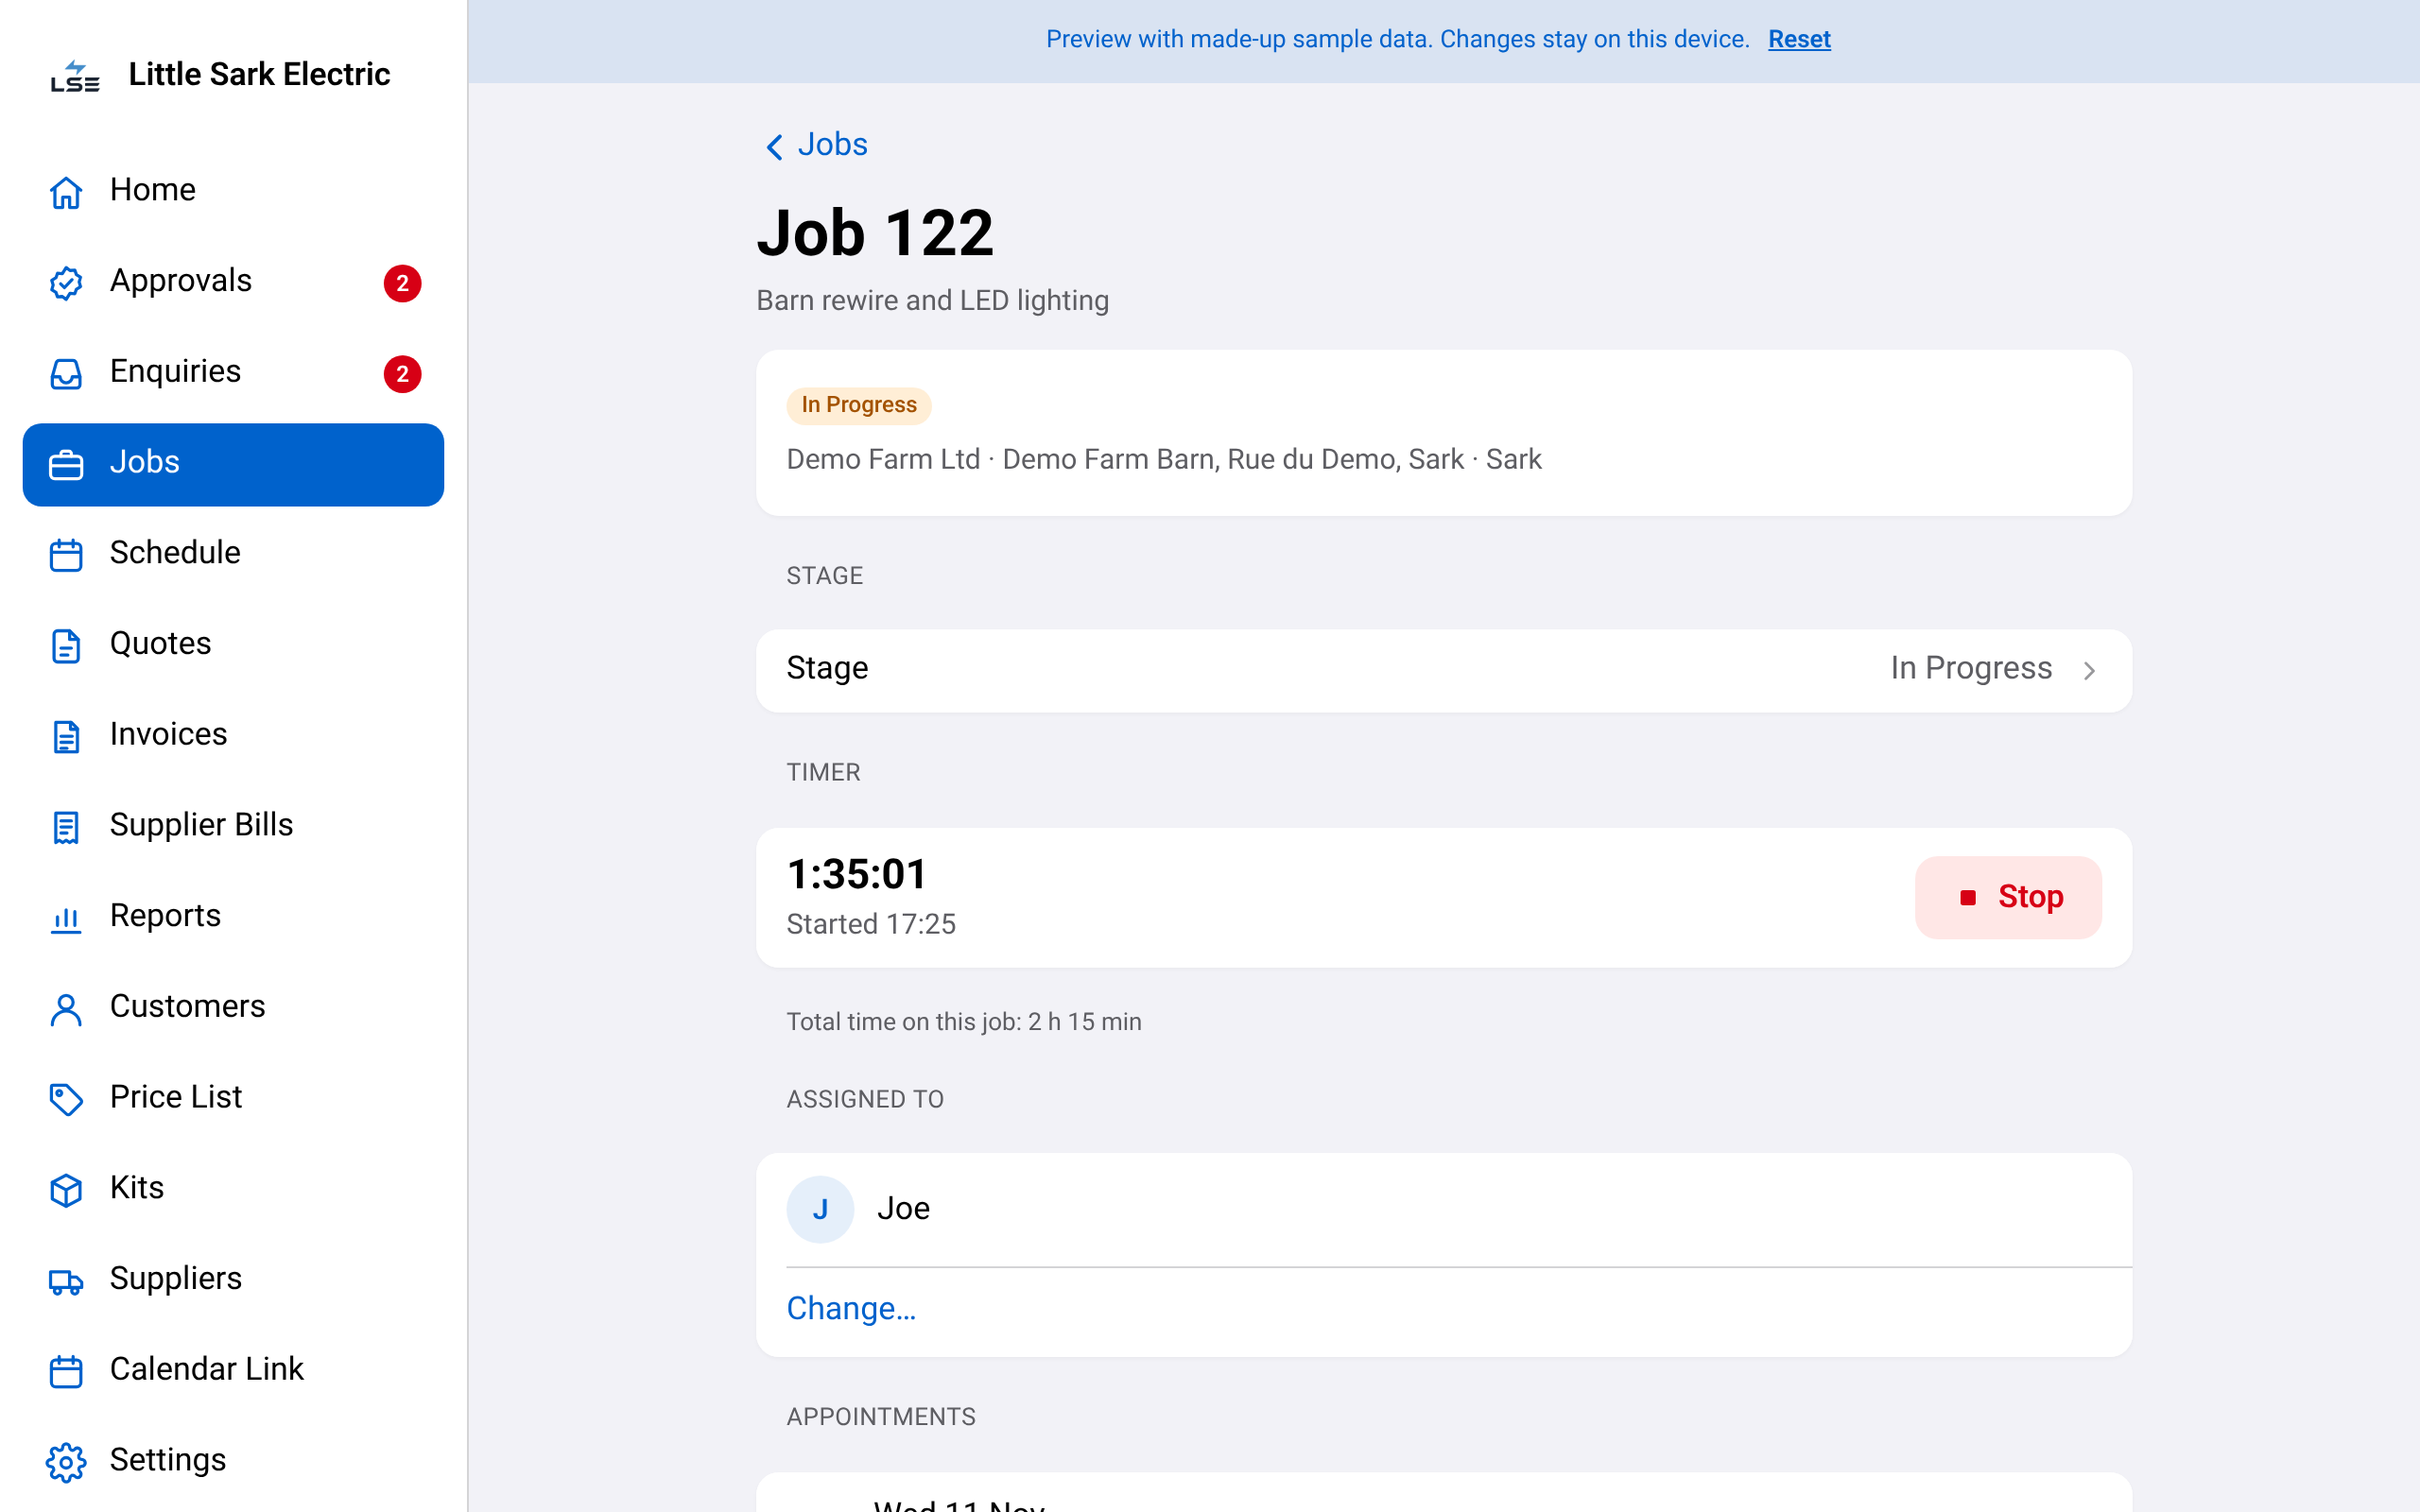 LSE Little Sark Electric
Home
Approvals 2
Enquiries 2
Jobs
Schedule
Quotes
Invoices
Supplier Bills
Reports
Customers
Price List
Kits
Suppliers
Calendar Link
Settings
Preview with made-up sample data. Changes stay on this device. Reset
Jobs
Job 122
Barn rewire and LED lighting
In Progress
Demo Farm Ltd · Demo Farm Barn, Rue du Demo, Sark · Sark
STAGE
Stage In Progress
TIMER
1:35:01
Started 17:25
Stop
Total time on this job: 2 h 15 min
ASSIGNED TO
J Joe
Change...
APPOINTMENTS
Wed 11 Nov